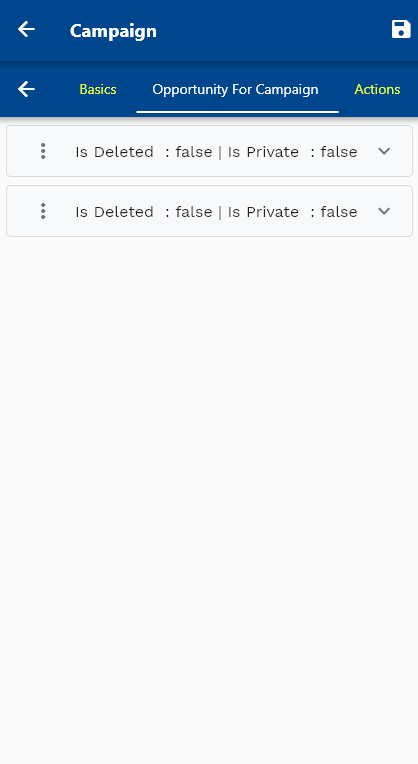 Campaign
Basics Opportunity For Campaign Actions
Is Deleted : false | Is Private : false
Is Deleted : false | Is Private : false